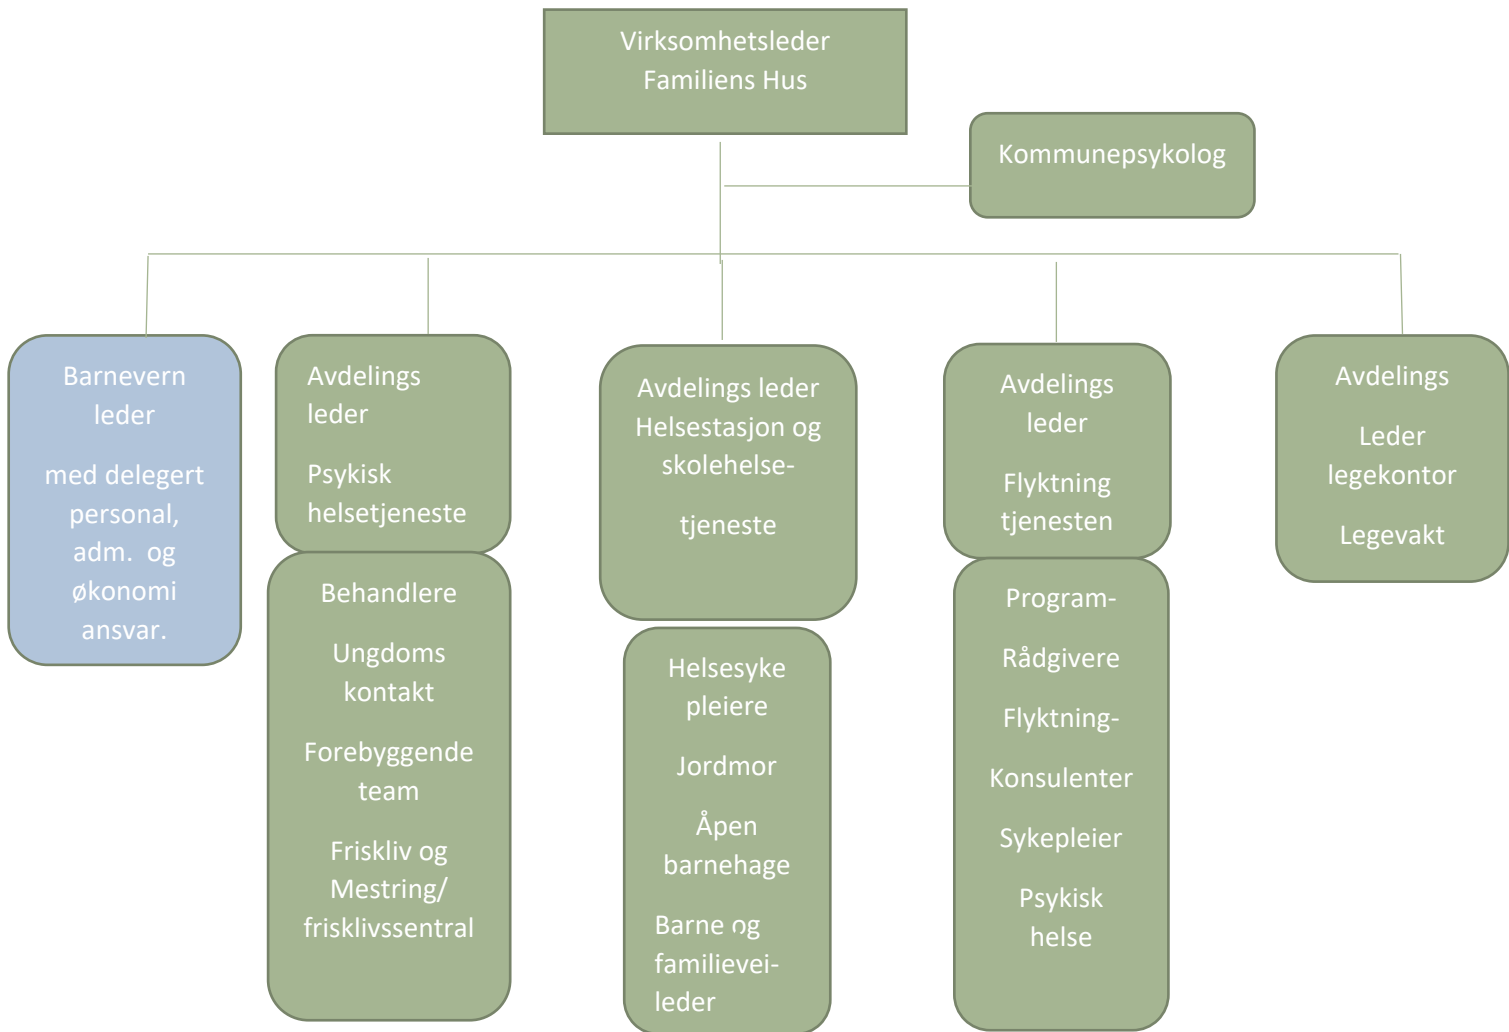 Virksomhetsleder
Familiens Hus
Kommunepsykolog
Barnevern
leder
med delegert
personal,
adm. og
økonomi
ansvar.
Avdelings
leder
Psykisk
helsetjeneste
Behandlere
Ungdoms
kontakt
Forebyggende
team
Friskliv og
Mestring/
frisklivssentral
Avdelings leder
Helsestasjon og
skolehelse-
tjeneste
Helsesyke
pleiere
Jordmor
Åpen
barnehage
Barne og
familievei-
leder
Avdelings
leder
Flyktning
tjenesten
Program-
Rådgivere
Flyktning-
Konsulenter
Sykepleier
Psykisk
helse
Avdelings
Leder
legekontor
Legevakt